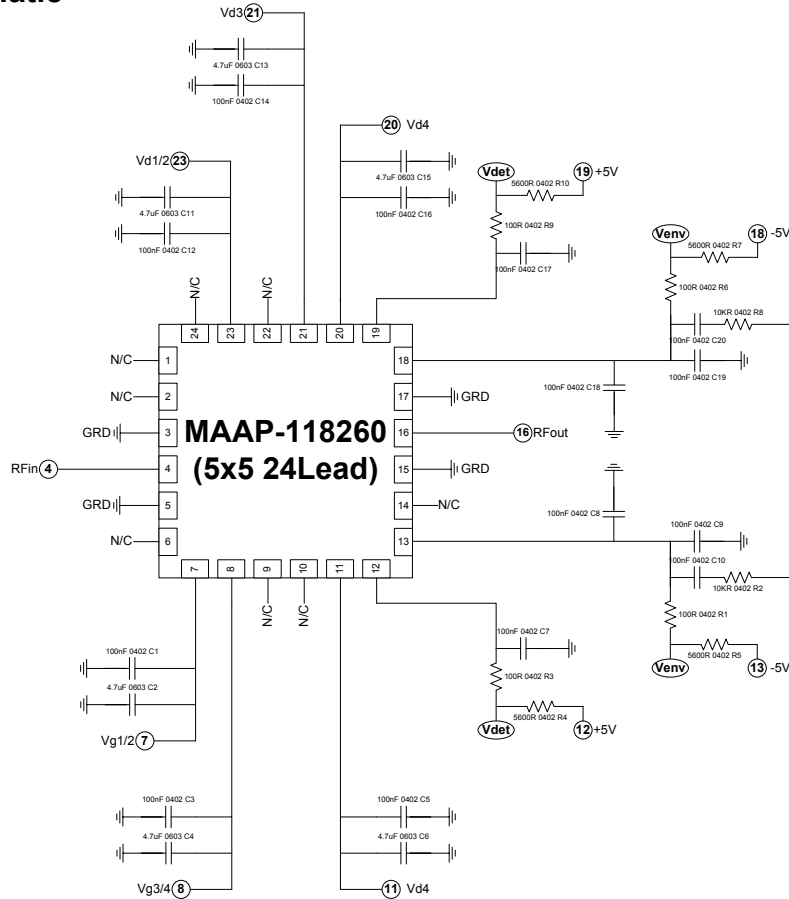 Vd3 21
4.7uF 0603 C13
100nF 0402 C14
20 Vd4
Vd1/2 23
4.7uF 0603 C15
100nF 0402 C16
4.7uF 0603 C11
100nF 0402 C12
Vdet
19 +5V
5600R 0402 R10
100R 0402 R9
100nF 0402 C17
Venv
18 -5V
5600R 0402 R7
100R 0402 R6
10KR 0402 R8
100nF 0402 C20
100nF 0402 C19
100nF 0402 C18
N/C
N/C
24
23
22
21
20
19
N/C 1
N/C 2
GRD 3
RFin 4 4
GRD 5
N/C 6
MAAP-118260
(5x5 24Lead)
18
17 GRD
16 16 RFout
15 GRD
14 N/C
13
7
8
9
10
11
12
N/C
N/C
100nF 0402 C8
100nF 0402 C9
100nF 0402 C10
10KR 0402 R2
100R 0402 R1
5600R 0402 R5
Venv
13 -5V
100nF 0402 C7
100R 0402 R3
5600R 0402 R4
Vdet
12 +5V
100nF 0402 C1
4.7uF 0603 C2
Vg1/2 7
100nF 0402 C3
4.7uF 0603 C4
100nF 0402 C5
4.7uF 0603 C6
Vg3/4 8
11 Vd4